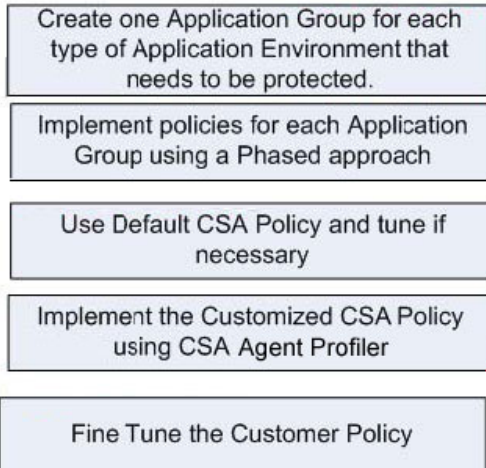 Create one Application Group for each
type of Application Environment that
needs to be protected.
Implement policies for each Application
Group using a Phased approach
Use Default CSA Policy and tune if
necessary
Implement the Customized CSA Policy
using CSA Agent Profiler
Fine Tune the Customer Policy